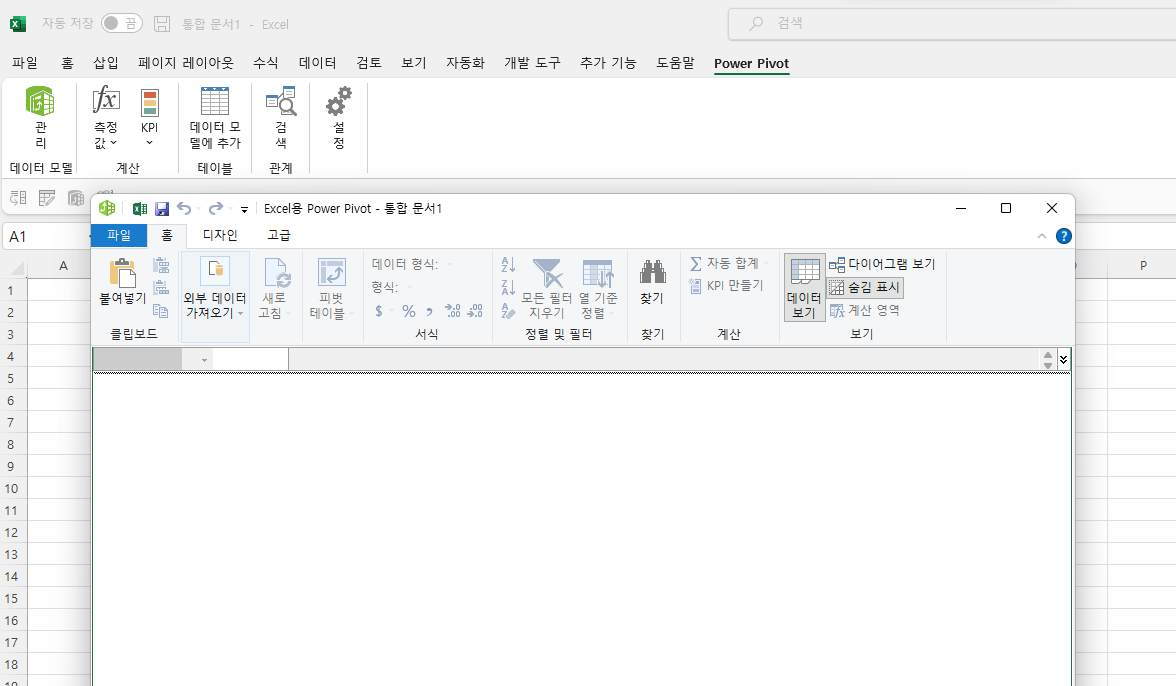 자동 저장 끔 통합 문서1 - Excel 검색
파일 홈 삽입 페이지 레이아웃 수식 데이터 검토 보기 자동화 개발 도구 추가 기능 도움말 Power Pivot
관
리
데이터 모델
fx
측정
값
KPI
계산
데이터 모
델에 추가
테이블
검
색
관계
설
정
Excel용 Power Pivot - 통합 문서1
파일 홈 디자인 고급
A1
붙여넣기
클립보드
외부 데이터
가져오기
새로
고침
피벗
테이블
데이터 형식:
형식:
$ % , .00 .00
서식
모든 필터
지우기
열 기준
정렬
정렬 및 필터
찾기
찾기
∑ 자동 합계
KPI 만들기
계산
데이터
보기
다이어그램 보기
숨김 표시
계산 영역
보기
A P
1
2
3
4
5
6
7
8
9
10
11
12
13
14
15
16
17
18